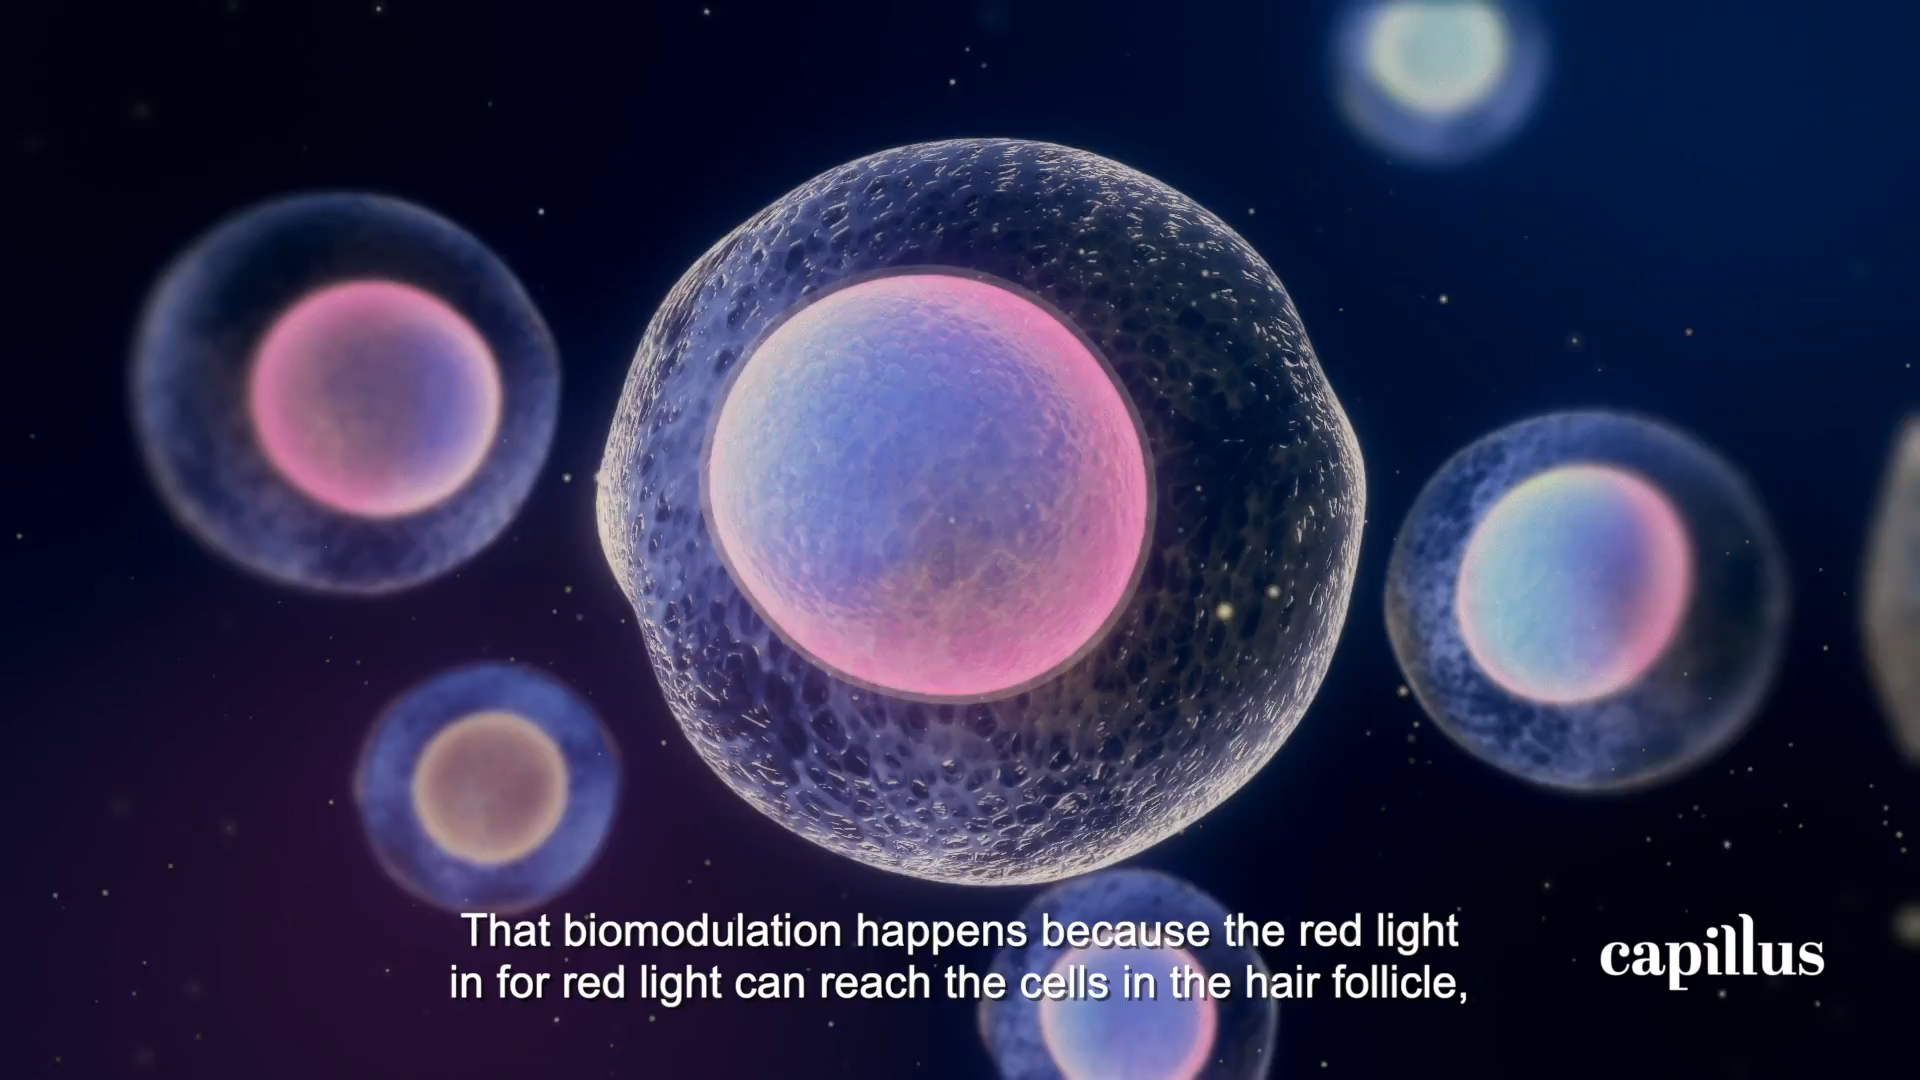 That biomodulation happens because the red light
in for red light can reach the cells in the hair follicle,
capillus